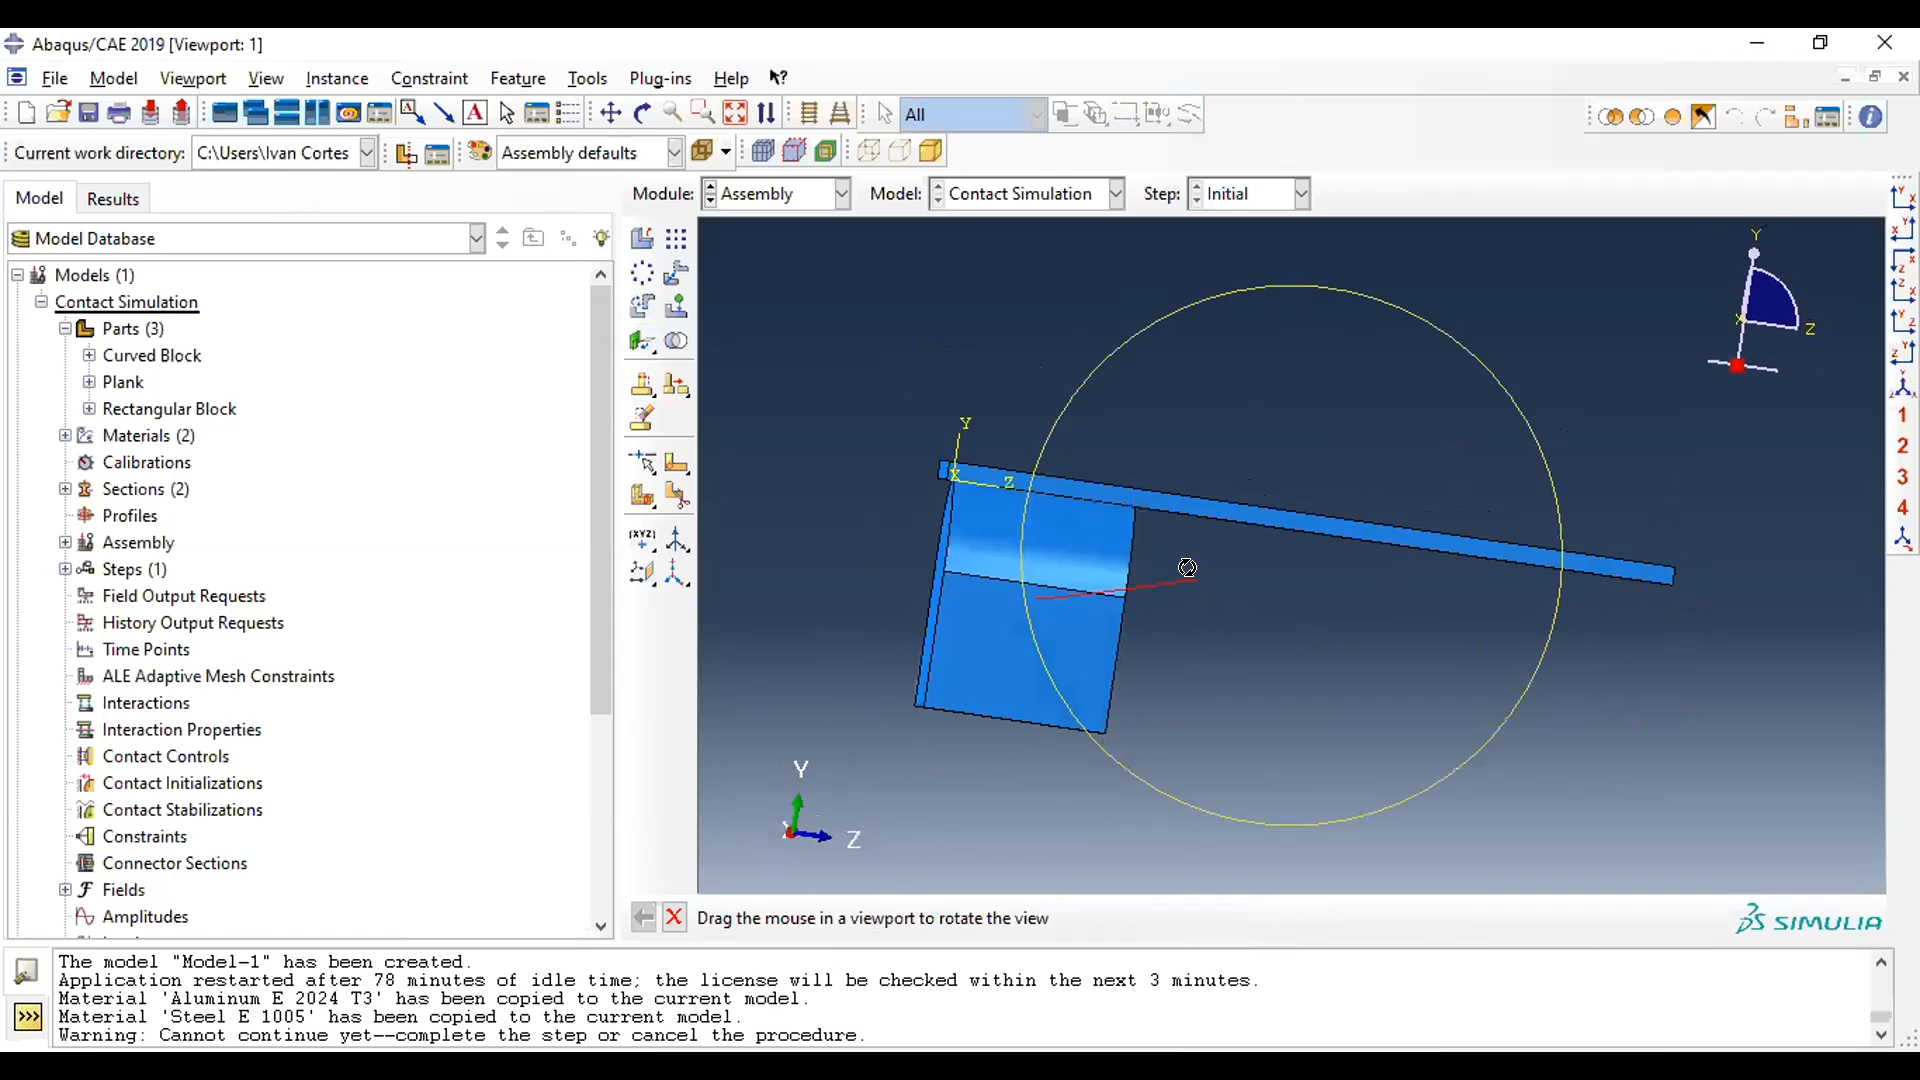 Abaqus/CAE 2019 [Viewport: 1]
File Model Viewport View Instance Constraint Feature Tools Plug-ins Help
All
Current work directory: C:\Users\Ivan Cortes
Assembly defaults
Model Results
Module: Assembly Model: Contact Simulation Step: Initial
Model Database
Models (1)
Contact Simulation
Parts (3)
Curved Block
Plank
Rectangular Block
Materials (2)
Calibrations
Sections (2)
Profiles
Assembly
Steps (1)
Field Output Requests
History Output Requests
Time Points
ALE Adaptive Mesh Constraints
Interactions
Interaction Properties
Contact Controls
Contact Initializations
Contact Stabilizations
Constraints
Connector Sections
Fields
Amplitudes
(XYZ)
Y
X
Z
Y
X
Z
Y
Z
1
2
3
4
Drag the mouse in a viewport to rotate the view
SIMULIA
The model "Model-1" has been created.
Application restarted after 78 minutes of idle time; the license will be checked within the next 3 minutes.
Material 'Aluminum E 2024 T3' has been copied to the current model.
Material 'Steel E 1005' has been copied to the current model.
Warning: Cannot continue yet--complete the step or cancel the procedure.
>>>